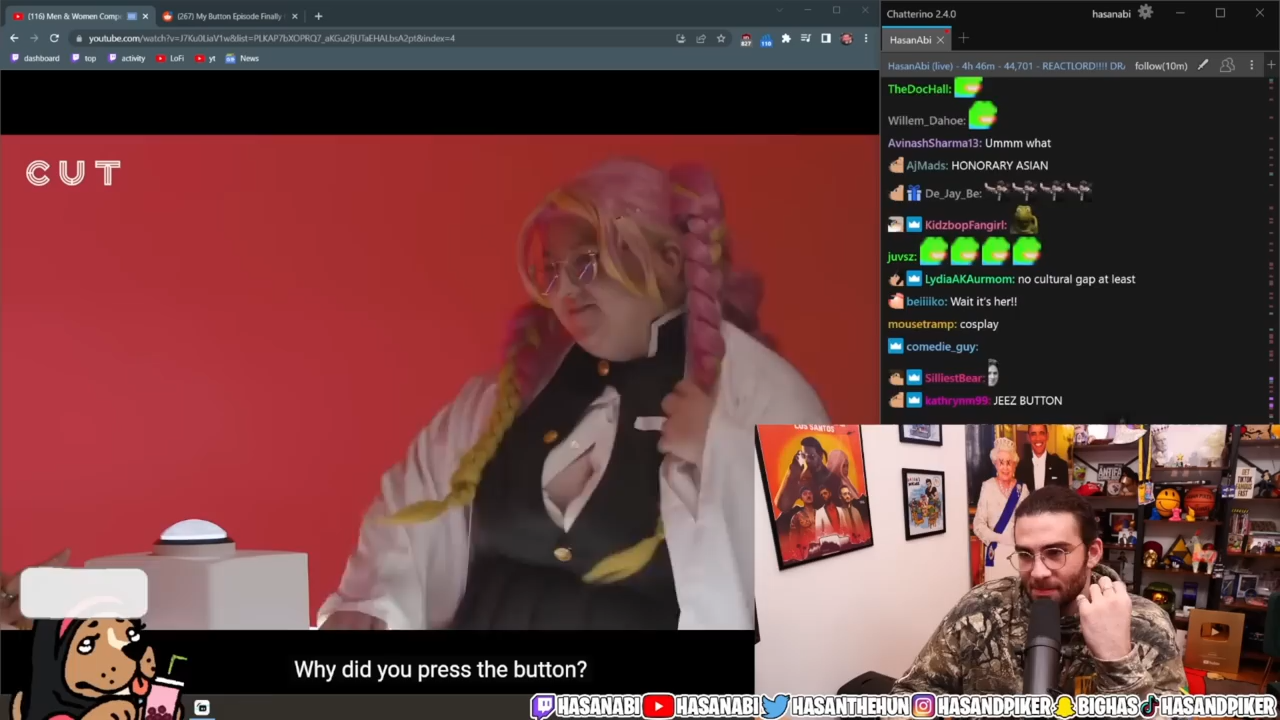 (116) Men & Women Comp
(267) My Button Episode Finally
youtube.com/watch?v=J7Ku0LiaV1w&list=PLKAP7bXOPRQ7_aKGu2fjUTaEHALbsA2pt&index=4
827
118
dashboard
top
activity
LoFi
yt
News
CUT
Why did you press the button?
Chatterino 2.4.0
hasanabi
HasanAbi
HasanAbi (live) - 4h 46m - 44,701 - REACTLORD!!!! DR
follow(10m)
TheDocHall:
Willem_Dahoe:
AvinashSharma13: Ummm what
AjMads: HONORARY ASIAN
De_Jay_Be:
KidzbopFangirl:
juvsz:
LydiaAKAurmom: no cultural gap at least
beiiiiko: Wait it's her!!
mousetramp: cosplay
comedie_guy:
SilliestBear:
kathrynm99: JEEZ BUTTON
LOS SANTOS
ANTIFA
HASANABI
HASANABI
HASANTHEHUN
HASANDPIKER
BIGHAS
HASANDPIKER